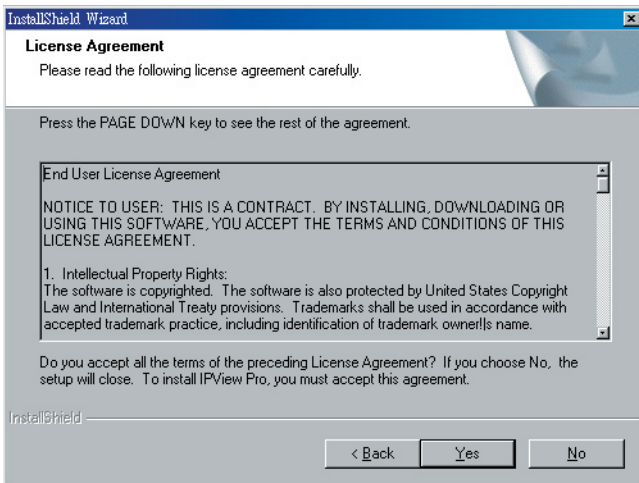 InstallShield Wizard
License Agreement
Please read the following license agreement carefully.
Press the PAGE DOWN key to see the rest of the agreement.
End User License Agreement
NOTICE TO USER: THIS IS A CONTRACT. BY INSTALLING, DOWNLOADING OR
USING THIS SOFTWARE, YOU ACCEPT THE TERMS AND CONDITIONS OF THIS
LICENSE AGREEMENT.
1. Intellectual Property Rights:
The software is copyrighted. The software is also protected by United States Copyright
Law and International Treaty provisions. Trademarks shall be used in accordance with
accepted trademark practice, including identification of trademark owner!|s name.
Do you accept all the terms of the preceding License Agreement? If you choose No, the
setup will close. To install IPView Pro, you must accept this agreement.
InstallShield
< Back
Yes
No